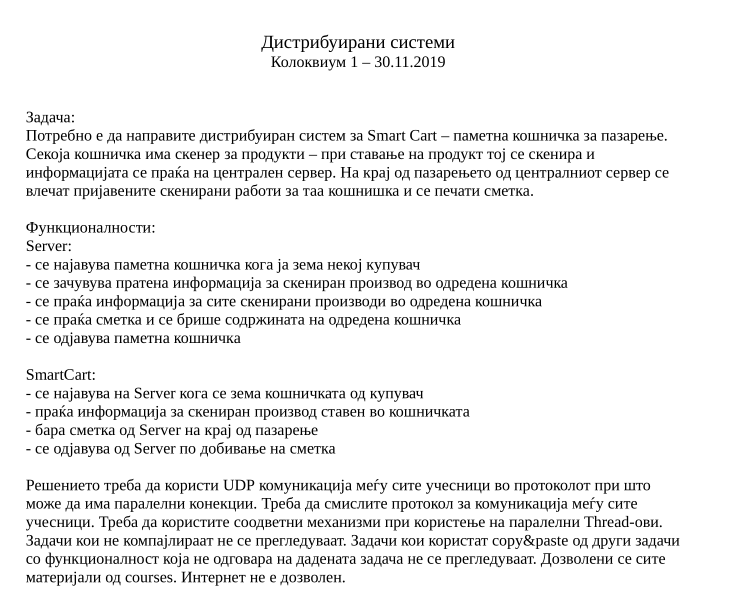 Дистрибуирани системи
Колоквиум 1 – 30.11.2019
Задача:
Потребно е да направите дистрибуиран систем за Smart Cart – паметна кошничка за пазарење.
Секоја кошничка има скенер за продукти – при ставање на продукт тој се скенира и
информацијата се праќа на централен сервер. На крај од пазарењето од централниот сервер се
влечат пријавените скенирани работи за таа кошнишка и се печати сметка.
Функционалности:
Server:
- се најавува паметна кошничка кога ја зема некој купувач
- се зачувува пратена информација за скениран производ во одредена кошничка
- се праќа информација за сите скенирани производи во одредена кошничка
- се праќа сметка и се брише содржината на одредена кошничка
- се одјавува паметна кошничка
SmartCart:
- се најавува на Server кога се зема кошничката од купувач
- праќа информација за скениран производ ставен во кошничката
- бара сметка од Server на крај од пазарење
- се одјавува од Server по добивање на сметка
Решението треба да користи UDP комуникација меѓу сите учесници во протоколот при што
може да има паралелни конекции. Треба да смислите протокол за комуникација меѓу сите
учесници. Треба да користите соодветни механизми при користење на паралелни Thread-ови.
Задачи кои не компајлираат не се прегледуваат. Задачи кои користат copy&paste од други задачи
со функционалност која не одговара на дадената задача не се прегледуваат. Дозволени се сите
материјали од courses. Интернет не е дозволен.